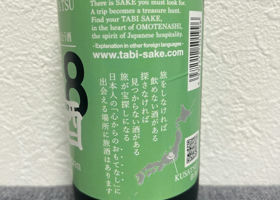 There is SAKE you must look for.
A trip becomes a treasure hunt.
Find your TABI SAKE,
in the heart of OMOTENASHI,
the spirit of Japanese hospitality.
- Explanation in other foreign languages -
www.tabi-sake.com
旅をしなければ
飲めない酒がある
探さなければ
見つからない酒がある
旅が宝探しになる
日本人の「心からのおもてなし」に
出会える場所に旅酒はあります
8